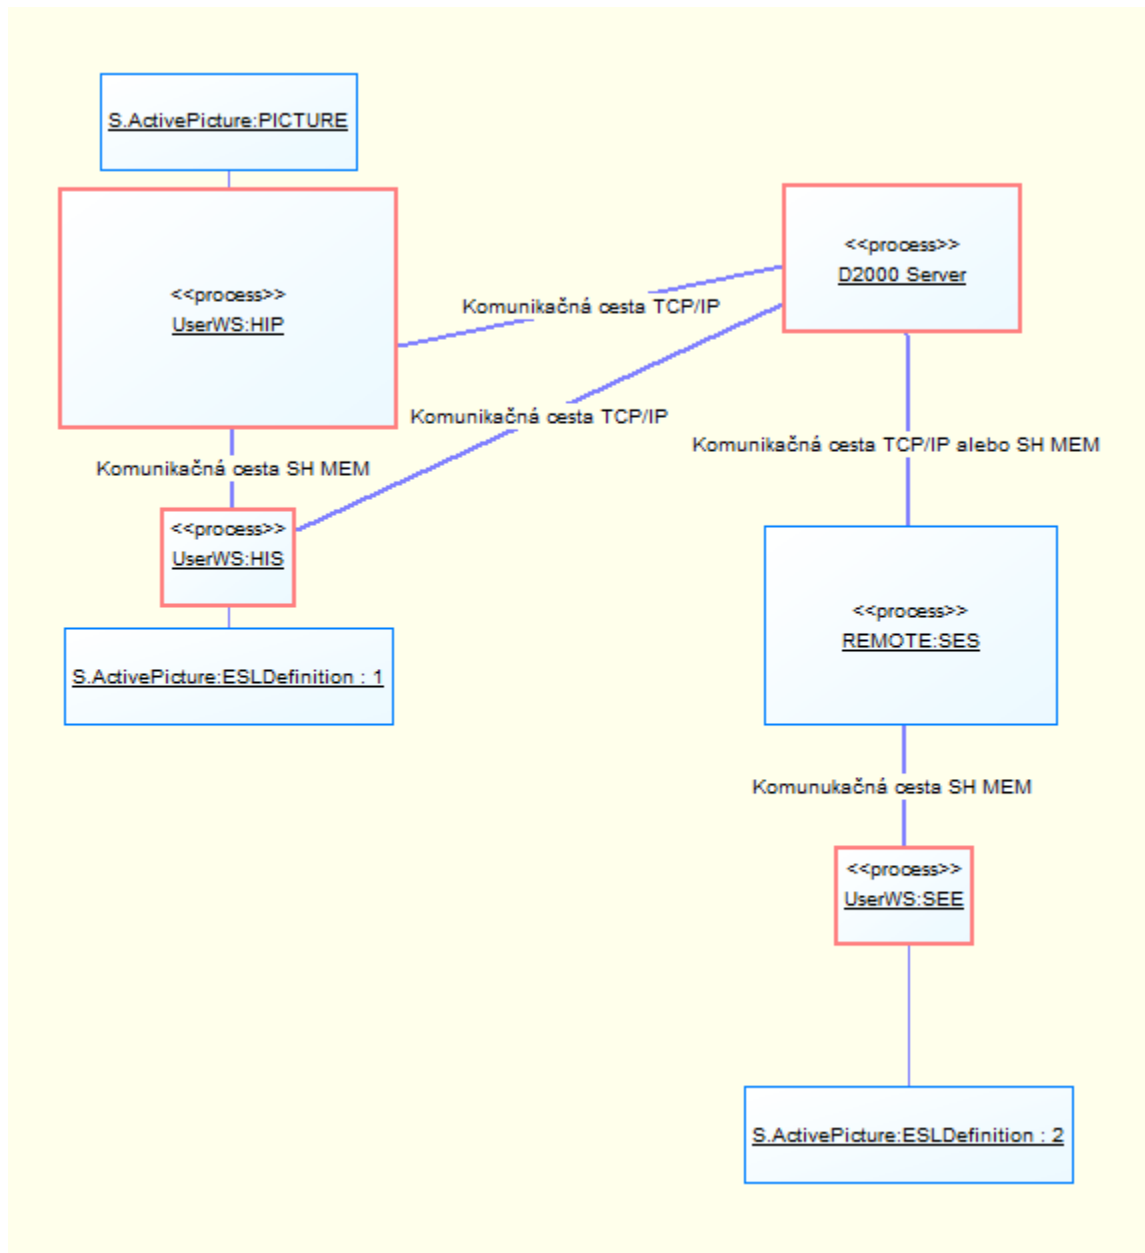 S.ActivePicture:PICTURE
<<process>>
UserWS:HIP
<<process>>
D2000 Server
Komunikačná cesta TCP/IP
Komunikačná cesta TCP/IP
Komunikačná cesta TCP/IP alebo SH MEM
Komunikačná cesta SH MEM
<<process>>
UserWS:HIS
<<process>>
REMOTE:SES
S.ActivePicture:ESLDefinition : 1
Komunukačná cesta SH MEM
<<process>>
UserWS:SEE
S.ActivePicture:ESLDefinition : 2